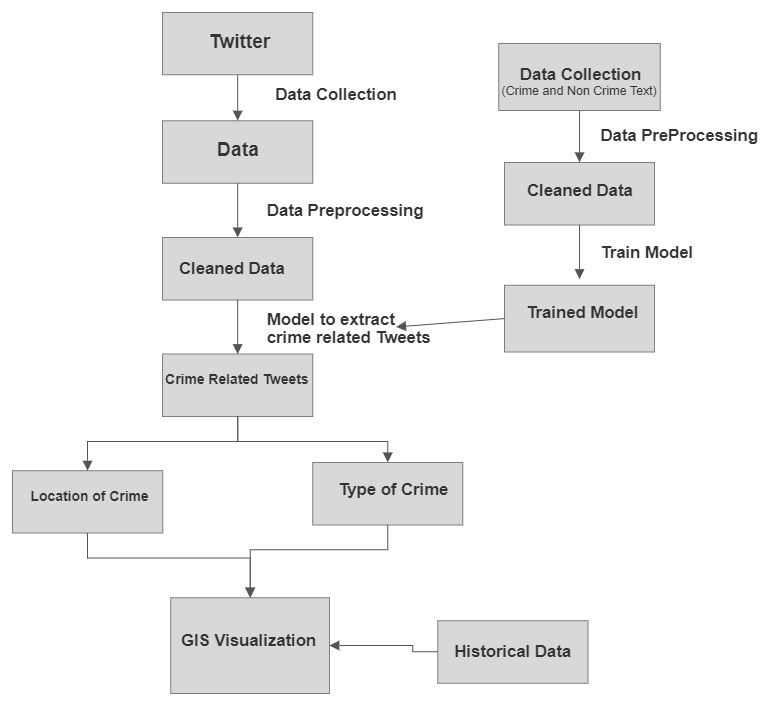 Twitter
Data Collection
Data
Data Preprocessing
Cleaned Data
Model to extract
crime related Tweets
Crime Related Tweets
Location of Crime
Type of Crime
GIS Visualization
Historical Data
Data Collection
(Crime and Non Crime Text)
Data PreProcessing
Cleaned Data
Train Model
Trained Model